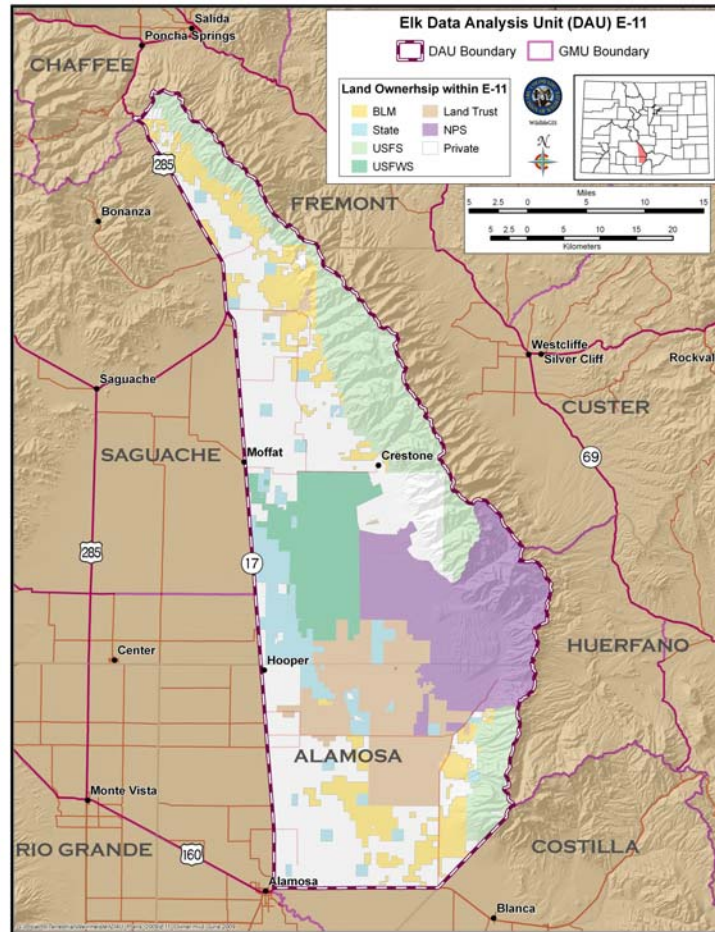 Elk Data Analysis Unit (DAU) E-11
DAU Boundary
GMU Boundary
Land Ownerhsip within E-11
BLM
Land Trust
State
NPS
USFS
Private
USFWS
N
Miles
5 2.5 0 5 10 15
5 2.5 0 5 10 15 20
Kilometers
Salida
Poncha Springs
CHAFFEE
285
Bonanza
FREMONT
Westcliffe
Silver Cliff
Rockval
Saguache
CUSTER
SAGUACHE
Moffat
Crestone
69
285
17
HUERFANO
Center
Hooper
ALAMOSA
Monte Vista
RIO GRANDE
160
COSTILLA
Alamosa
Blanca